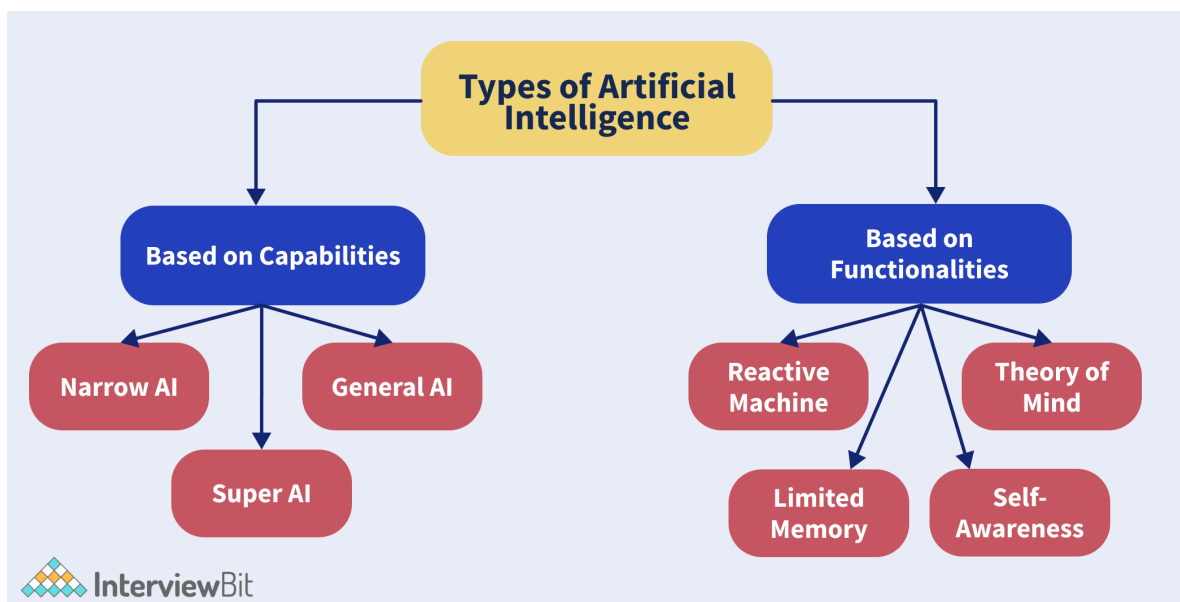 Types of Artificial
Intelligence
Based on Capabilities
Based on
Functionalities
Narrow AI
General AI
Super AI
Reactive
Machine
Theory of
Mind
Limited
Memory
Self-
Awareness
InterviewBit